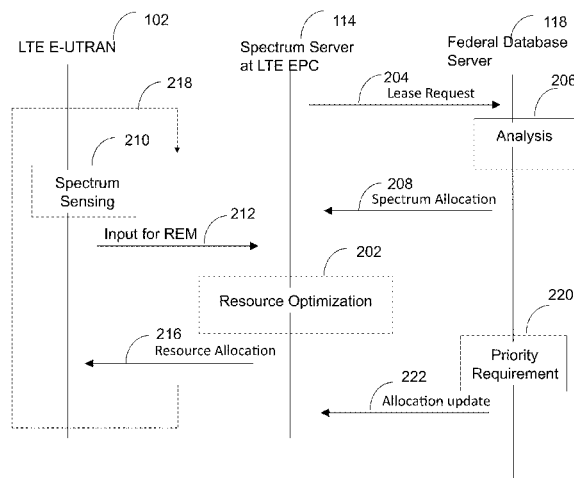 102
LTE E-UTRAN
114
Spectrum Server
at LTE EPC
118
Federal Database
Server
218
204
Lease Request
206
Analysis
210
Spectrum
Sensing
208
Spectrum Allocation
212
Input for REM
202
Resource Optimization
216
Resource Allocation
220
Priority
Requirement
222
Allocation update